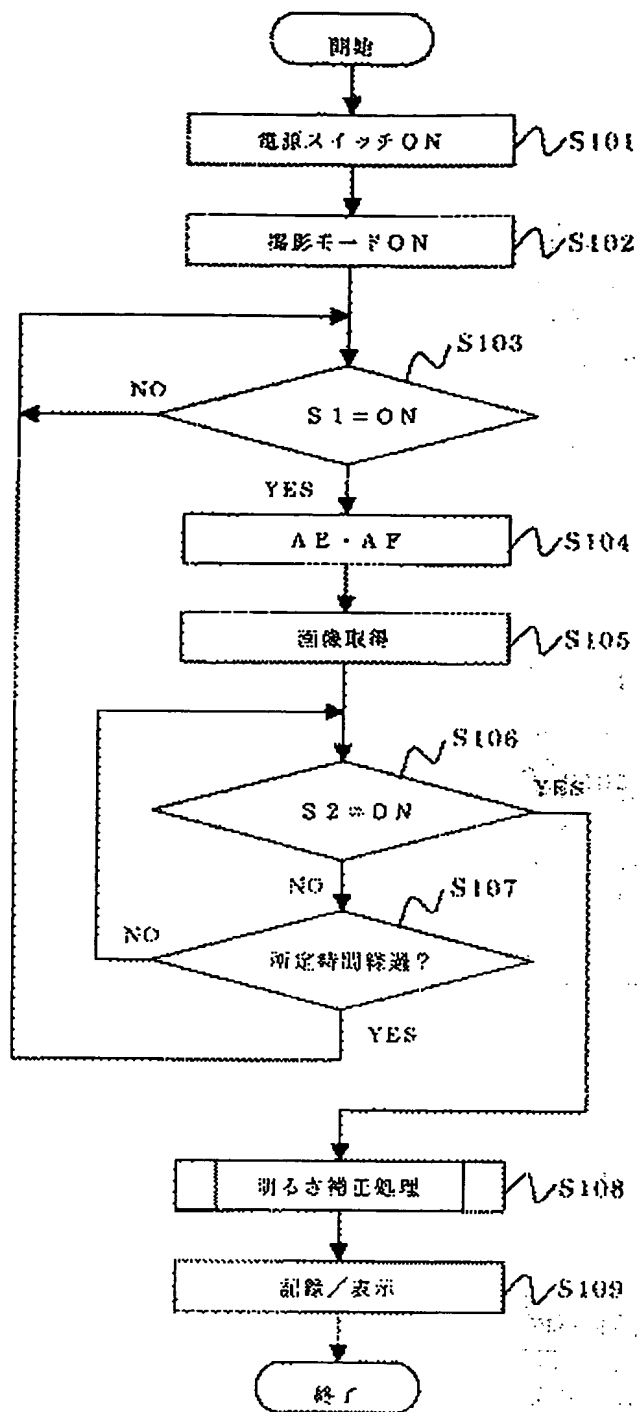 開始
電源スイッチON
S101
撮影モードON
S102
S103
NO
S1=ON
YES
AE・AF
S104
画像取得
S105
S106
YES
S2=ON
NO
S107
NO
所定時間経過?
YES
明るさ補正処理
S108
記録/表示
S109
終了